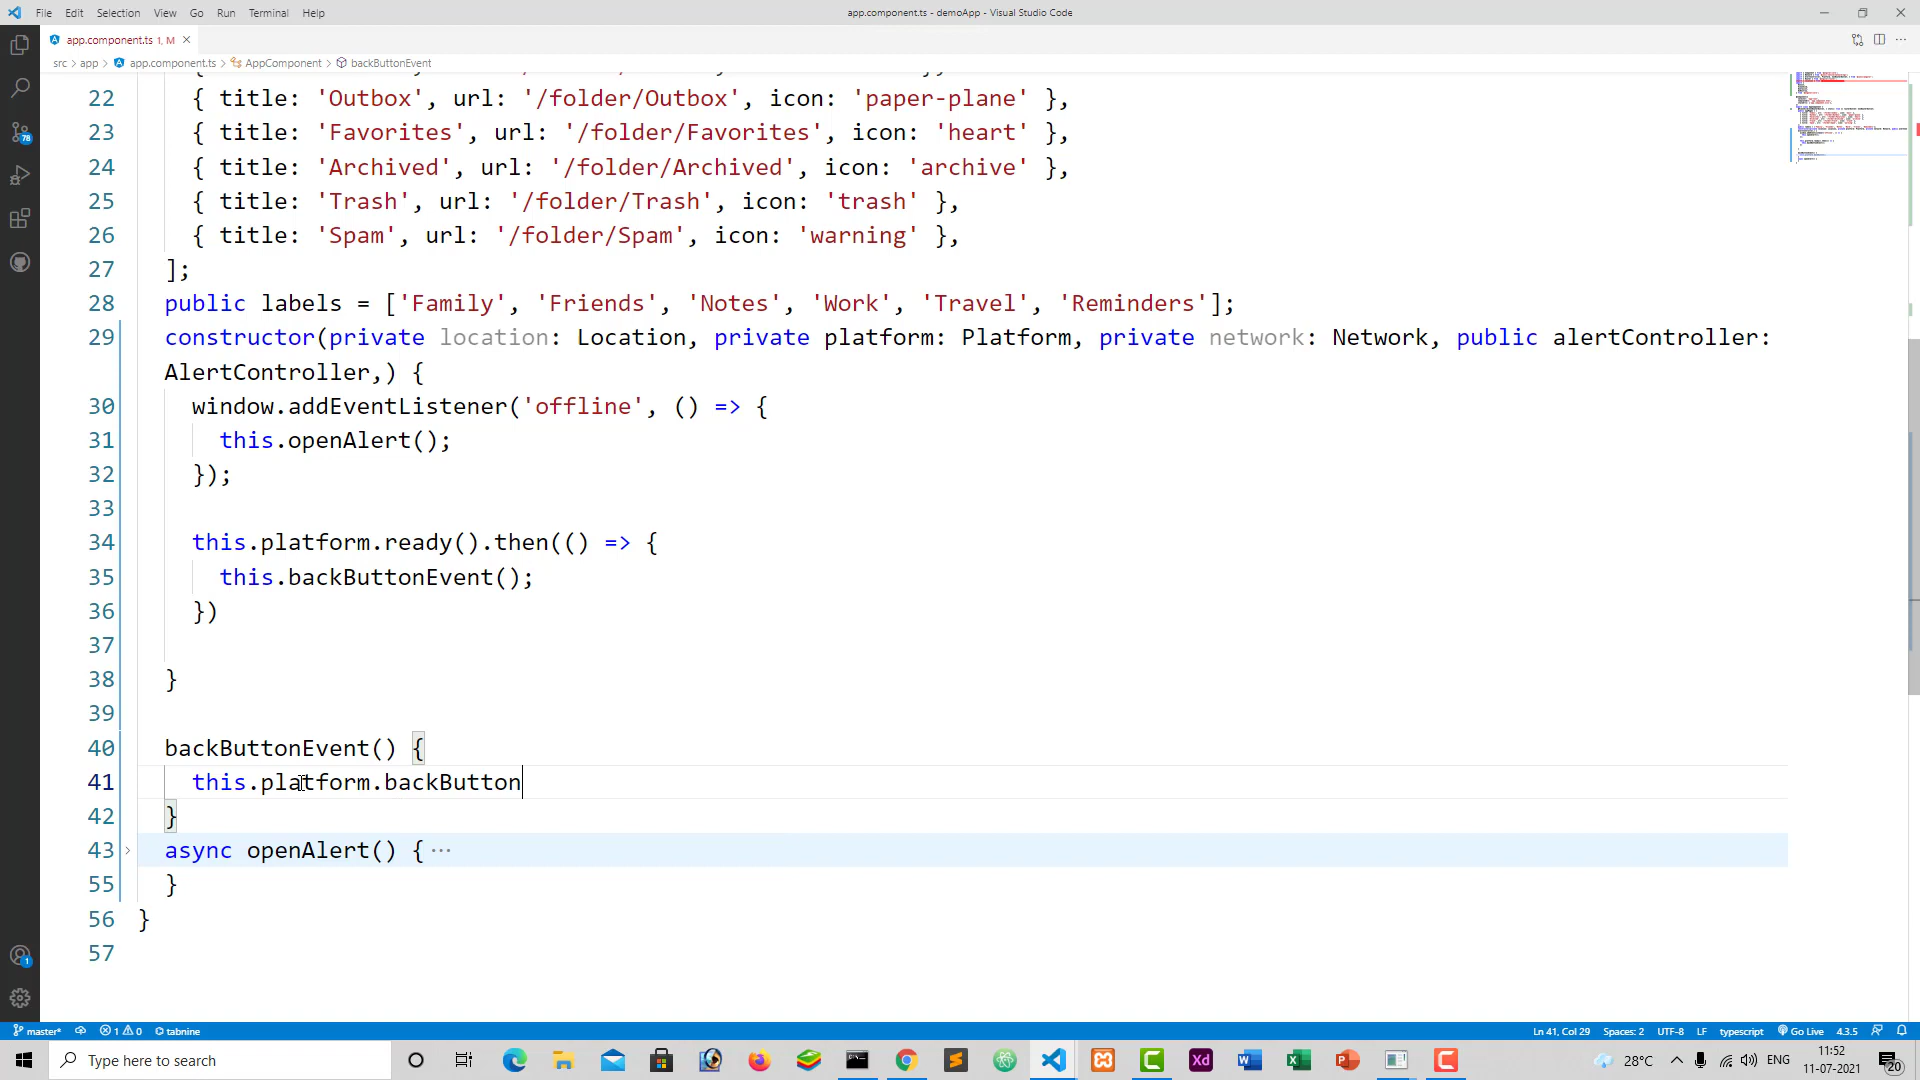 File Edit Selection View Go Run Terminal Help
app.component.ts - demoApp - Visual Studio Code
app.component.ts 1, M
src > app > app.component.ts > AppComponent > backButtonEvent
22 { title: 'Outbox', url: '/folder/Outbox', icon: 'paper-plane' },
23 { title: 'Favorites', url: '/folder/Favorites', icon: 'heart' },
24 { title: 'Archived', url: '/folder/Archived', icon: 'archive' },
25 { title: 'Trash', url: '/folder/Trash', icon: 'trash' },
26 { title: 'Spam', url: '/folder/Spam', icon: 'warning' },
27 ];
28 public labels = ['Family', 'Friends', 'Notes', 'Work', 'Travel', 'Reminders'];
29 constructor(private location: Location, private platform: Platform, private network: Network, public alertController:
AlertController,) {
30 window.addEventListener('offline', () => {
31 this.openAlert();
32 });
33
34 this.platform.ready().then(() => {
35 this.backButtonEvent();
36 })
37
38 }
39
40 backButtonEvent() {
41 this.platform.backButton
42 }
43 async openAlert() { ···
55 }
56 }
57
78
1
master* 1 0 tabnine
Ln 41, Col 29 Spaces: 2 UTF-8 LF typescript Go Live 4.3.5
Type here to search
Xd
28°C ENG
11:52
11-07-2021
20